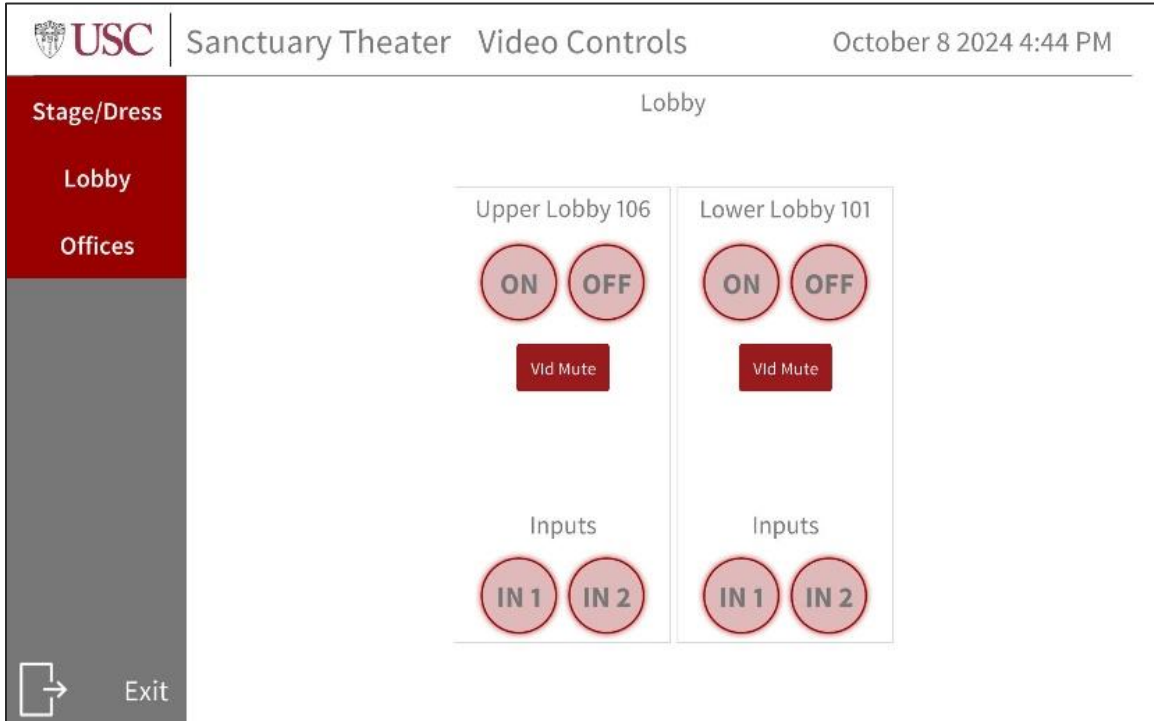 USC Sanctuary Theater Video Controls October 8 2024 4:44 PM
Stage/Dress
Lobby
Offices
Exit
Lobby
Upper Lobby 106
ON OFF
VId Mute
Inputs
IN 1 IN 2
Lower Lobby 101
ON OFF
VId Mute
Inputs
IN 1 IN 2